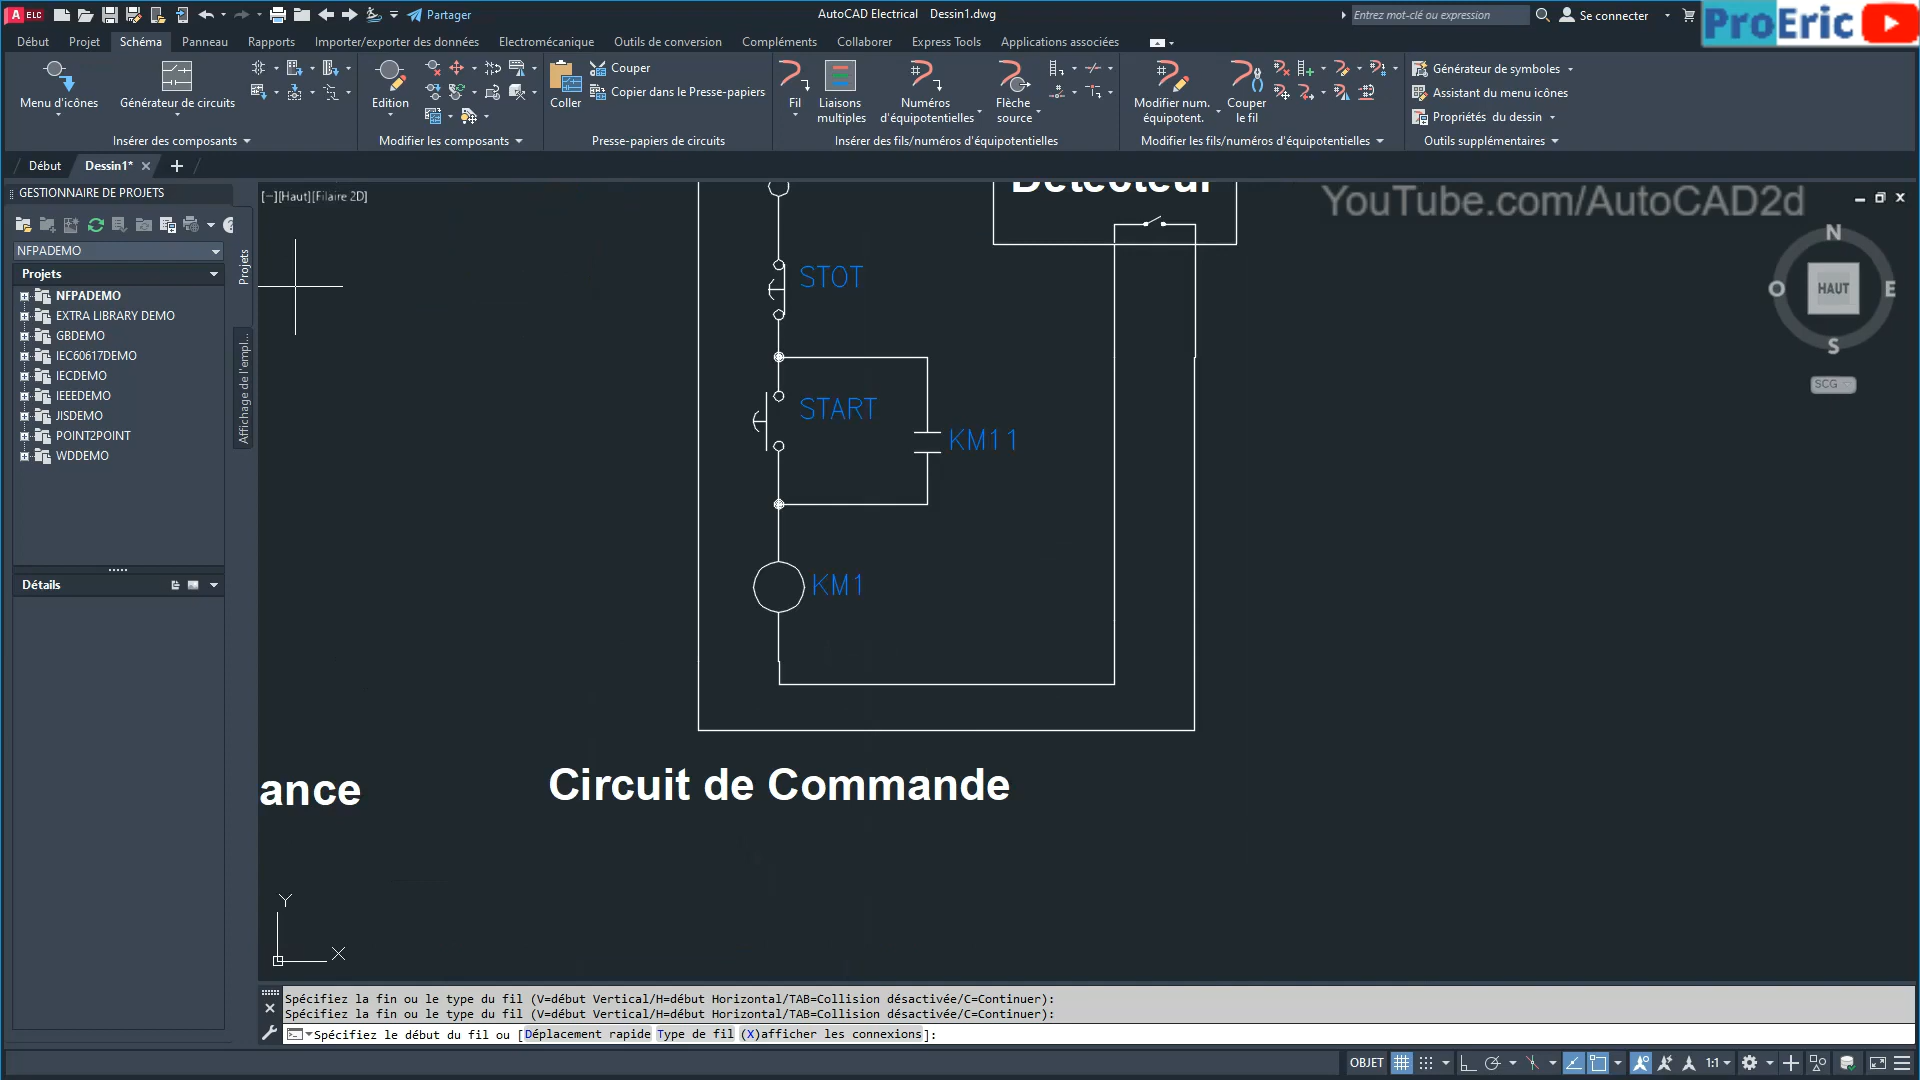 A ELC
Partager
AutoCAD Electrical Dessin1.dwg
Entrez mot-clé ou expression
Se connecter
ProEric
Début Projet Schéma Panneau Rapports Importer/exporter des données Electromécanique Outils de conversion Compléments Collaborer Express Tools Applications associées
Menu d'icônes
Générateur de circuits
Insérer des composants
Edition
Modifier les composants
Coller
Couper
Copier dans le Presse-papiers
Presse-papiers de circuits
Fil
Liaisons
multiples
Numéros
d'équipotentielles
Flèche
source
Insérer des fils/numéros d'équipotentielles
Modifier num.
équipotent.
Couper
le fil
Modifier les fils/numéros d'équipotentielles
Générateur de symboles
Assistant du menu icônes
Propriétés du dessin
Outils supplémentaires
Début Dessin1*
GESTIONNAIRE DE PROJETS
NFPADEMO
Projets
NFPADEMO
EXTRA LIBRARY DEMO
GBDEMO
IEC60617DEMO
IECDEMO
IEEEDEMO
JISDEMO
POINT2POINT
WDDEMO
Détails
Projets
Affichage de l'empl...
[−][Haut][Filaire 2D]
Détecteur
YouTube.com/AutoCAD2d
N
O HAUT E
S
SCG
STOT
START
KM11
KM1
ance
Circuit de Commande
Y
X
Spécifiez la fin ou le type du fil (V=début Vertical/H=début Horizontal/TAB=Collision désactivée/C=Continuer):
Spécifiez la fin ou le type du fil (V=début Vertical/H=début Horizontal/TAB=Collision désactivée/C=Continuer):
Spécifiez le début du fil ou [Déplacement rapide Type de fil (X)afficher les connexions]:
OBJET 1:1